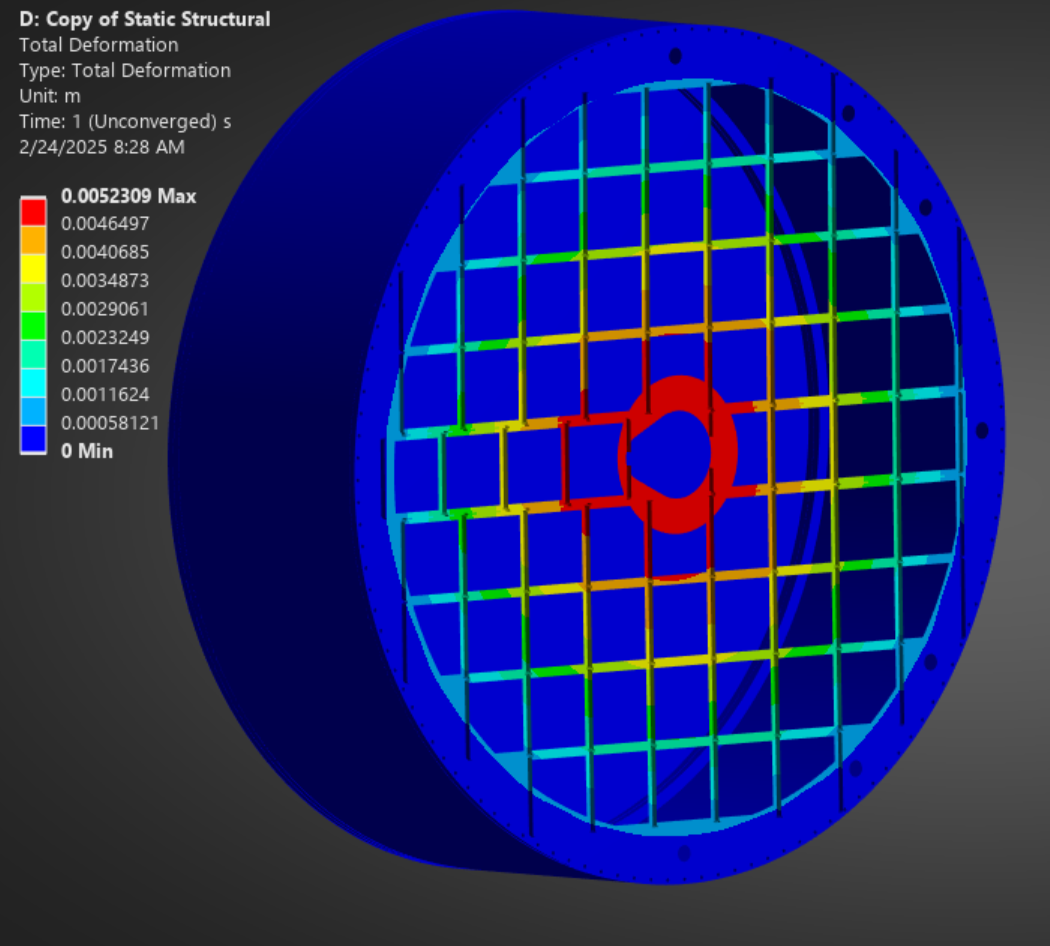 D: Copy of Static Structural
Total Deformation
Type: Total Deformation
Unit: m
Time: 1 (Unconverged) s
2/24/2025 8:28 AM
0.0052309 Max
0.0046497
0.0040685
0.0034873
0.0029061
0.0023249
0.0017436
0.0011624
0.00058121
0 Min